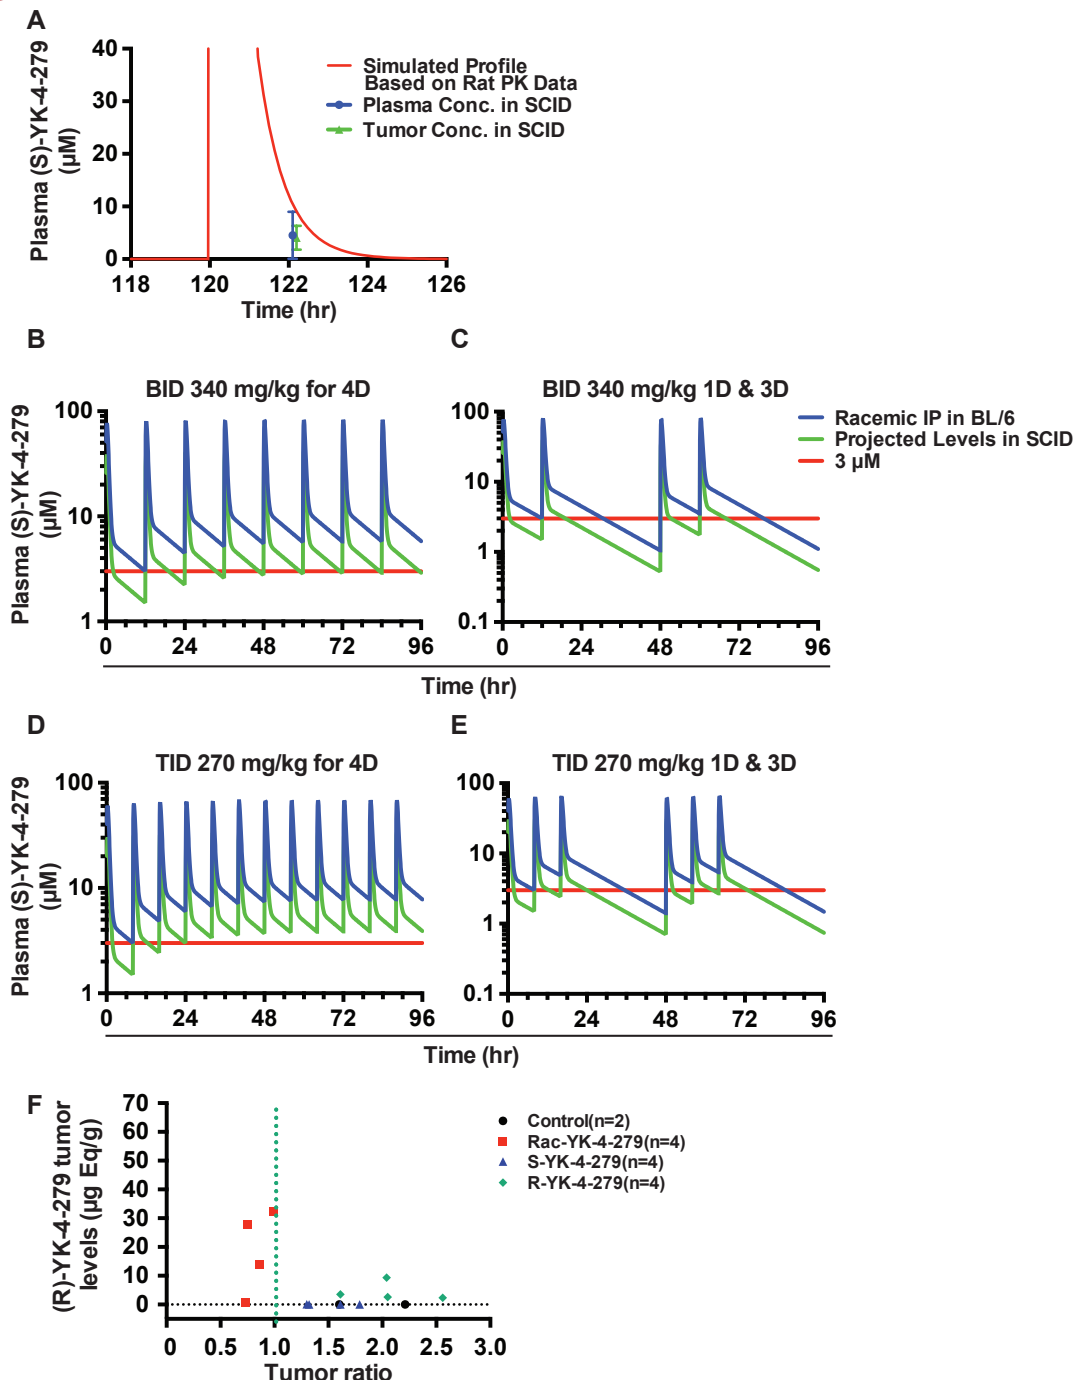 A
Plasma (S)-YK-4-279
(µM)
40
30
20
10
0
118
120
122
124
126
Time (hr)
Simulated Profile
Based on Rat PK Data
Plasma Conc. in SCID
Tumor Conc. in SCID
B
BID 340 mg/kg for 4D
Plasma (S)-YK-4-279
(µM)
100
10
1
0
24
48
72
96
C
BID 340 mg/kg 1D & 3D
100
10
1
0.1
0
24
48
72
96
Racemic IP in BL/6
Projected Levels in SCID
3 µM
Time (hr)
D
TID 270 mg/kg for 4D
Plasma (S)-YK-4-279
(µM)
100
10
1
0
24
48
72
96
E
TID 270 mg/kg 1D & 3D
100
10
1
0.1
0
24
48
72
96
Time (hr)
F
(R)-YK-4-279 tumor
levels (µg Eq/g)
70
60
50
40
30
20
10
0
0
0.5
1.0
1.5
2.0
2.5
3.0
Tumor ratio
Control(n=2)
Rac-YK-4-279(n=4)
S-YK-4-279(n=4)
R-YK-4-279(n=4)